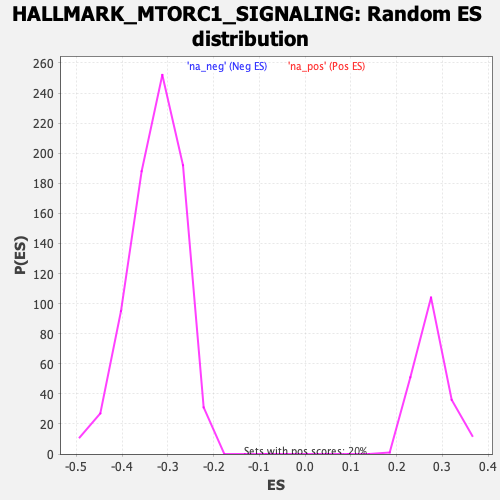 HALLMARK_MTORC1_SIGNALING: Random ES
distribution
'na_neg' (Neg ES) 'na_pos' (Pos ES)
260
240
220
200
180
160
140
120
100
80
60
40
20
0
P(ES)
Sets with pos scores: 20%
-0.5 -0.4 -0.3 -0.2 -0.1 0.0 0.1 0.2 0.3 0.4
ES